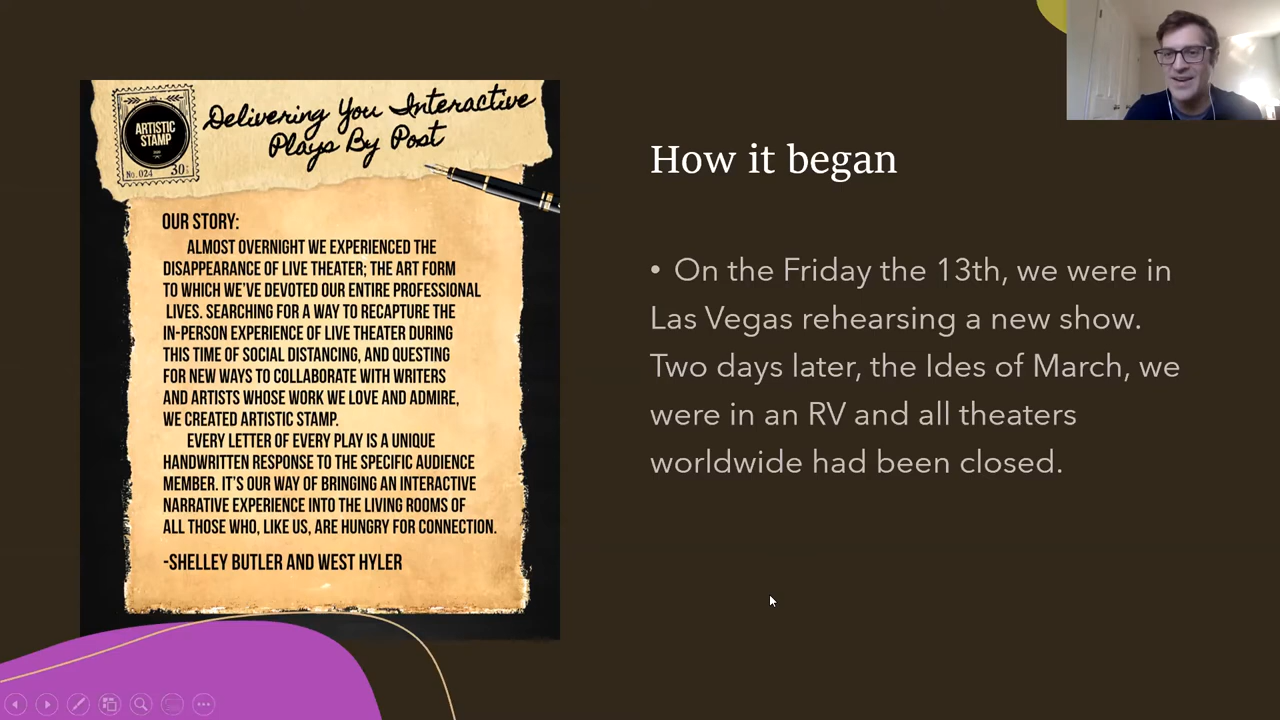 Delivering You Interactive
Plays By Post
ARTISTIC
STAMP
No. 024
30
OUR STORY:
ALMOST OVERNIGHT WE EXPERIENCED THE
DISAPPEARANCE OF LIVE THEATER; THE ART FORM
TO WHICH WE'VE DEVOTED OUR ENTIRE PROFESSIONAL
LIVES. SEARCHING FOR A WAY TO RECAPTURE THE
IN-PERSON EXPERIENCE OF LIVE THEATER DURING
THIS TIME OF SOCIAL DISTANCING, AND QUESTING
FOR NEW WAYS TO COLLABORATE WITH WRITERS
AND ARTISTS WHOSE WORK WE LOVE AND ADMIRE,
WE CREATED ARTISTIC STAMP.
EVERY LETTER OF EVERY PLAY IS A UNIQUE
HANDWRITTEN RESPONSE TO THE SPECIFIC AUDIENCE
MEMBER. IT'S OUR WAY OF BRINGING AN INTERACTIVE
NARRATIVE EXPERIENCE INTO THE LIVING ROOMS OF
ALL THOSE WHO, LIKE US, ARE HUNGRY FOR CONNECTION.
-SHELLEY BUTLER AND WEST HYLER
How it began
• On the Friday the 13th, we were in
Las Vegas rehearsing a new show.
Two days later, the Ides of March, we
were in an RV and all theaters
worldwide had been closed.